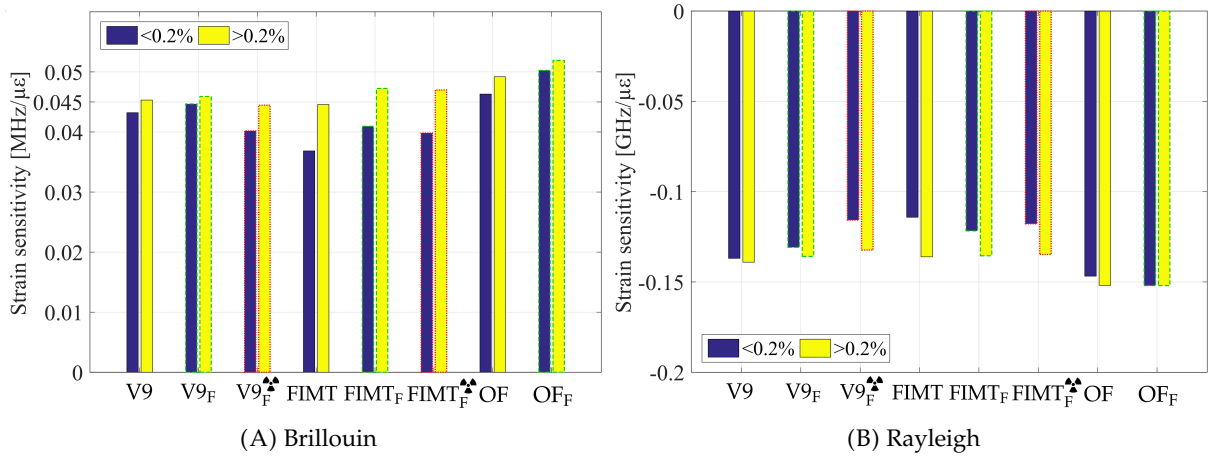 <0.2% >0.2%
Strain sensitivity [MHz/µε]
0.05
0.045
0.04
0.03
0.02
0.01
0
V9 V9F V9F☢ FIMT FIMTF FIMTF☢ OF OFF
(A) Brillouin
Strain sensitivity [GHz/µε]
0
-0.05
-0.1
-0.15
-0.2
<0.2% >0.2%
V9 V9F V9F☢ FIMT FIMTF FIMTF☢ OF OFF
(B) Rayleigh